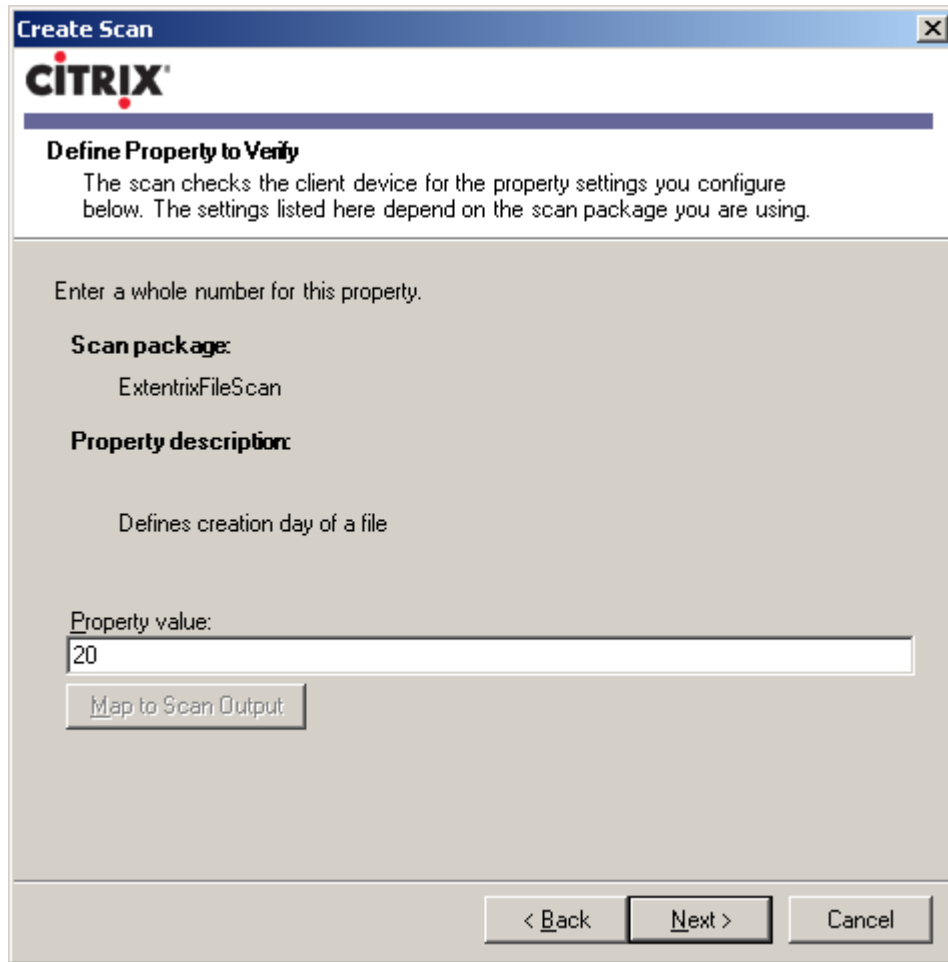 Create Scan
CITRIX
Define Property to Verify
The scan checks the client device for the property settings you configure
below. The settings listed here depend on the scan package you are using.
Enter a whole number for this property.
Scan package:
ExtentrixFileScan
Property description:
Defines creation day of a file
Property value:
20
Map to Scan Output
< Back Next > Cancel